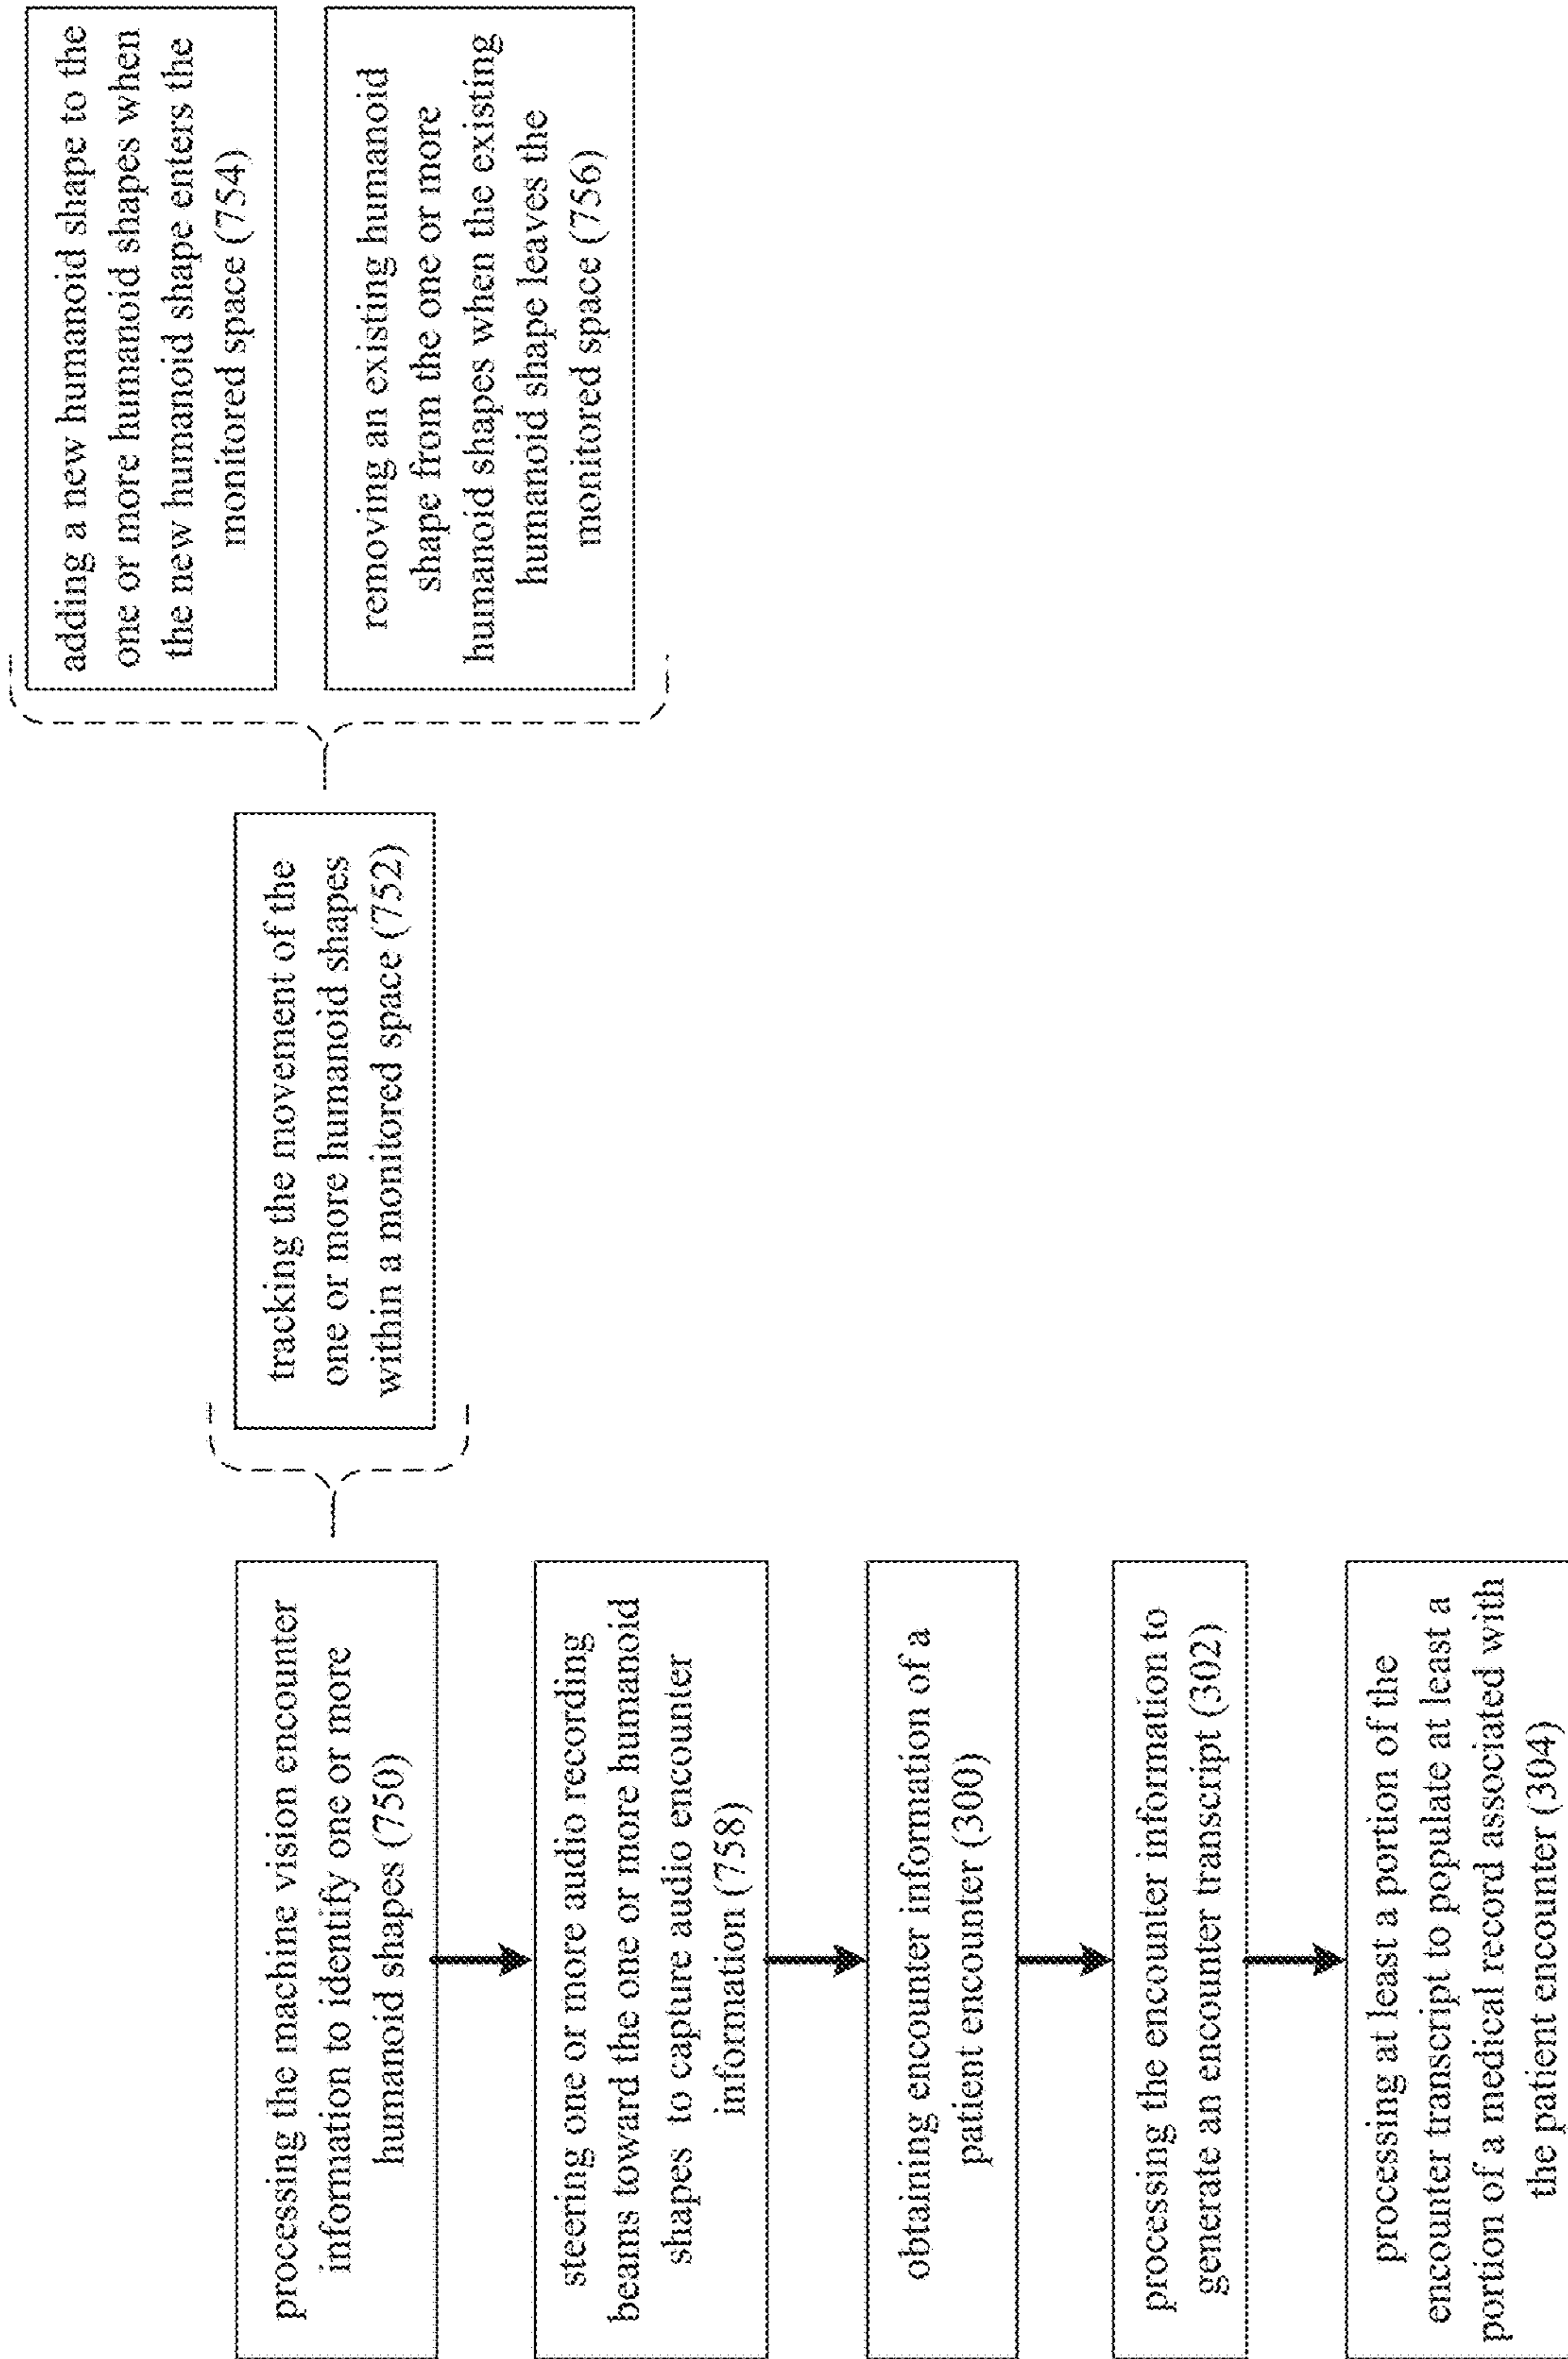 processing the machine vision encounter
information to identify one or more
humanoid shapes (750)
tracking the movement of the
one or more humanoid shapes
within a monitored space (752)
adding a new humanoid shape to the
one or more humanoid shapes when
the new humanoid shape enters the
monitored space (754)
removing an existing humanoid
shape from the one or more
humanoid shapes when the existing
humanoid shape leaves the
monitored space (756)
steering one or more audio recording
beams toward the one or more humanoid
shapes to capture audio encounter
information (758)
obtaining encounter information of a
patient encounter (300)
processing the encounter information to
generate an encounter transcript (302)
processing at least a portion of the
encounter transcript to populate at least a
portion of a medical record associated with
the patient encounter (304)